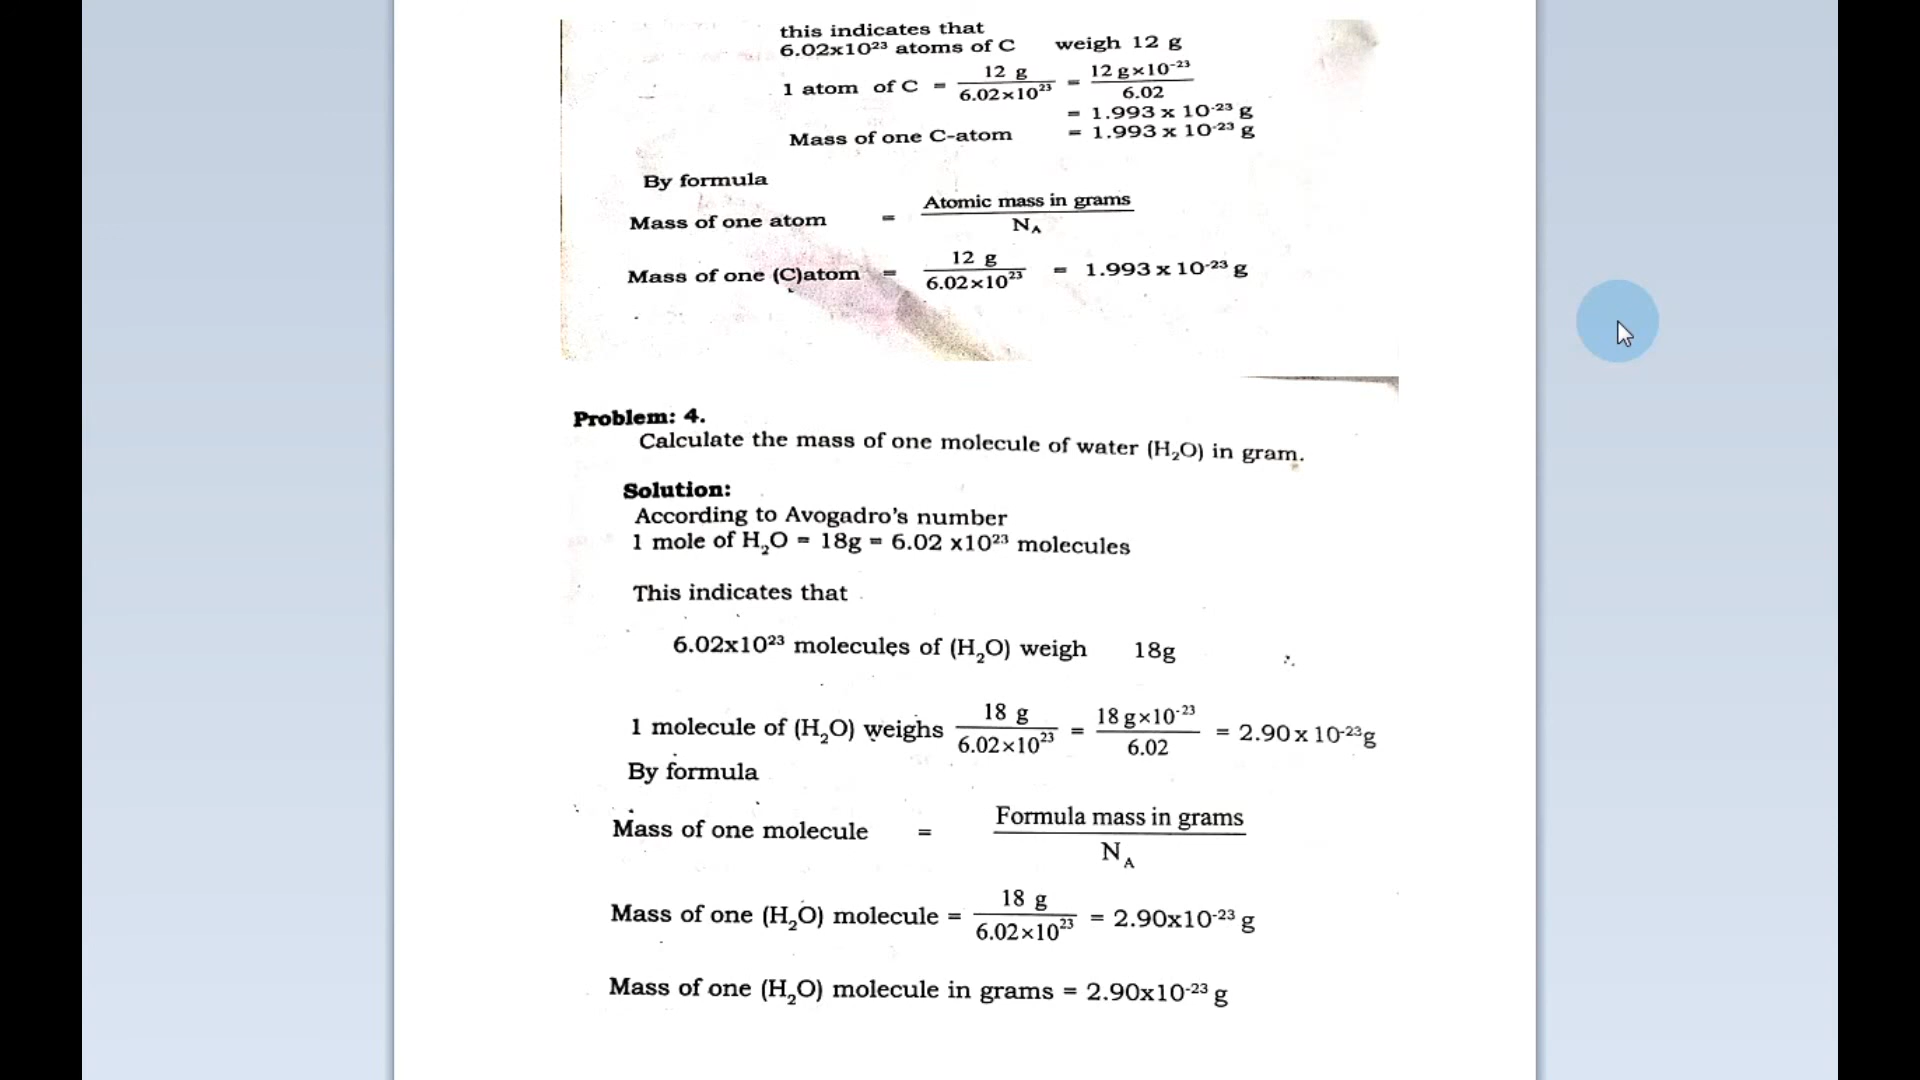 this indicates that
6.02x10²³ atoms of C weigh 12 g
1 atom of C = 12 g / 6.02×10²³ = 12 g×10⁻²³ / 6.02
= 1.993 x 10⁻²³ g
Mass of one C-atom = 1.993 x 10⁻²³ g
By formula
Mass of one atom = Atomic mass in grams / N_A
Mass of one (C)atom = 12 g / 6.02×10²³ = 1.993 x 10⁻²³ g
Problem: 4.
Calculate the mass of one molecule of water (H₂O) in gram.
Solution:
According to Avogadro's number
1 mole of H₂O = 18g = 6.02 x10²³ molecules
This indicates that
6.02x10²³ molecules of (H₂O) weigh 18g
1 molecule of (H₂O) weighs 18 g / 6.02×10²³ = 18 g×10⁻²³ / 6.02 = 2.90 x 10⁻²³g
By formula
Mass of one molecule = Formula mass in grams / N_A
Mass of one (H₂O) molecule = 18 g / 6.02×10²³ = 2.90x10⁻²³ g
Mass of one (H₂O) molecule in grams = 2.90x10⁻²³ g